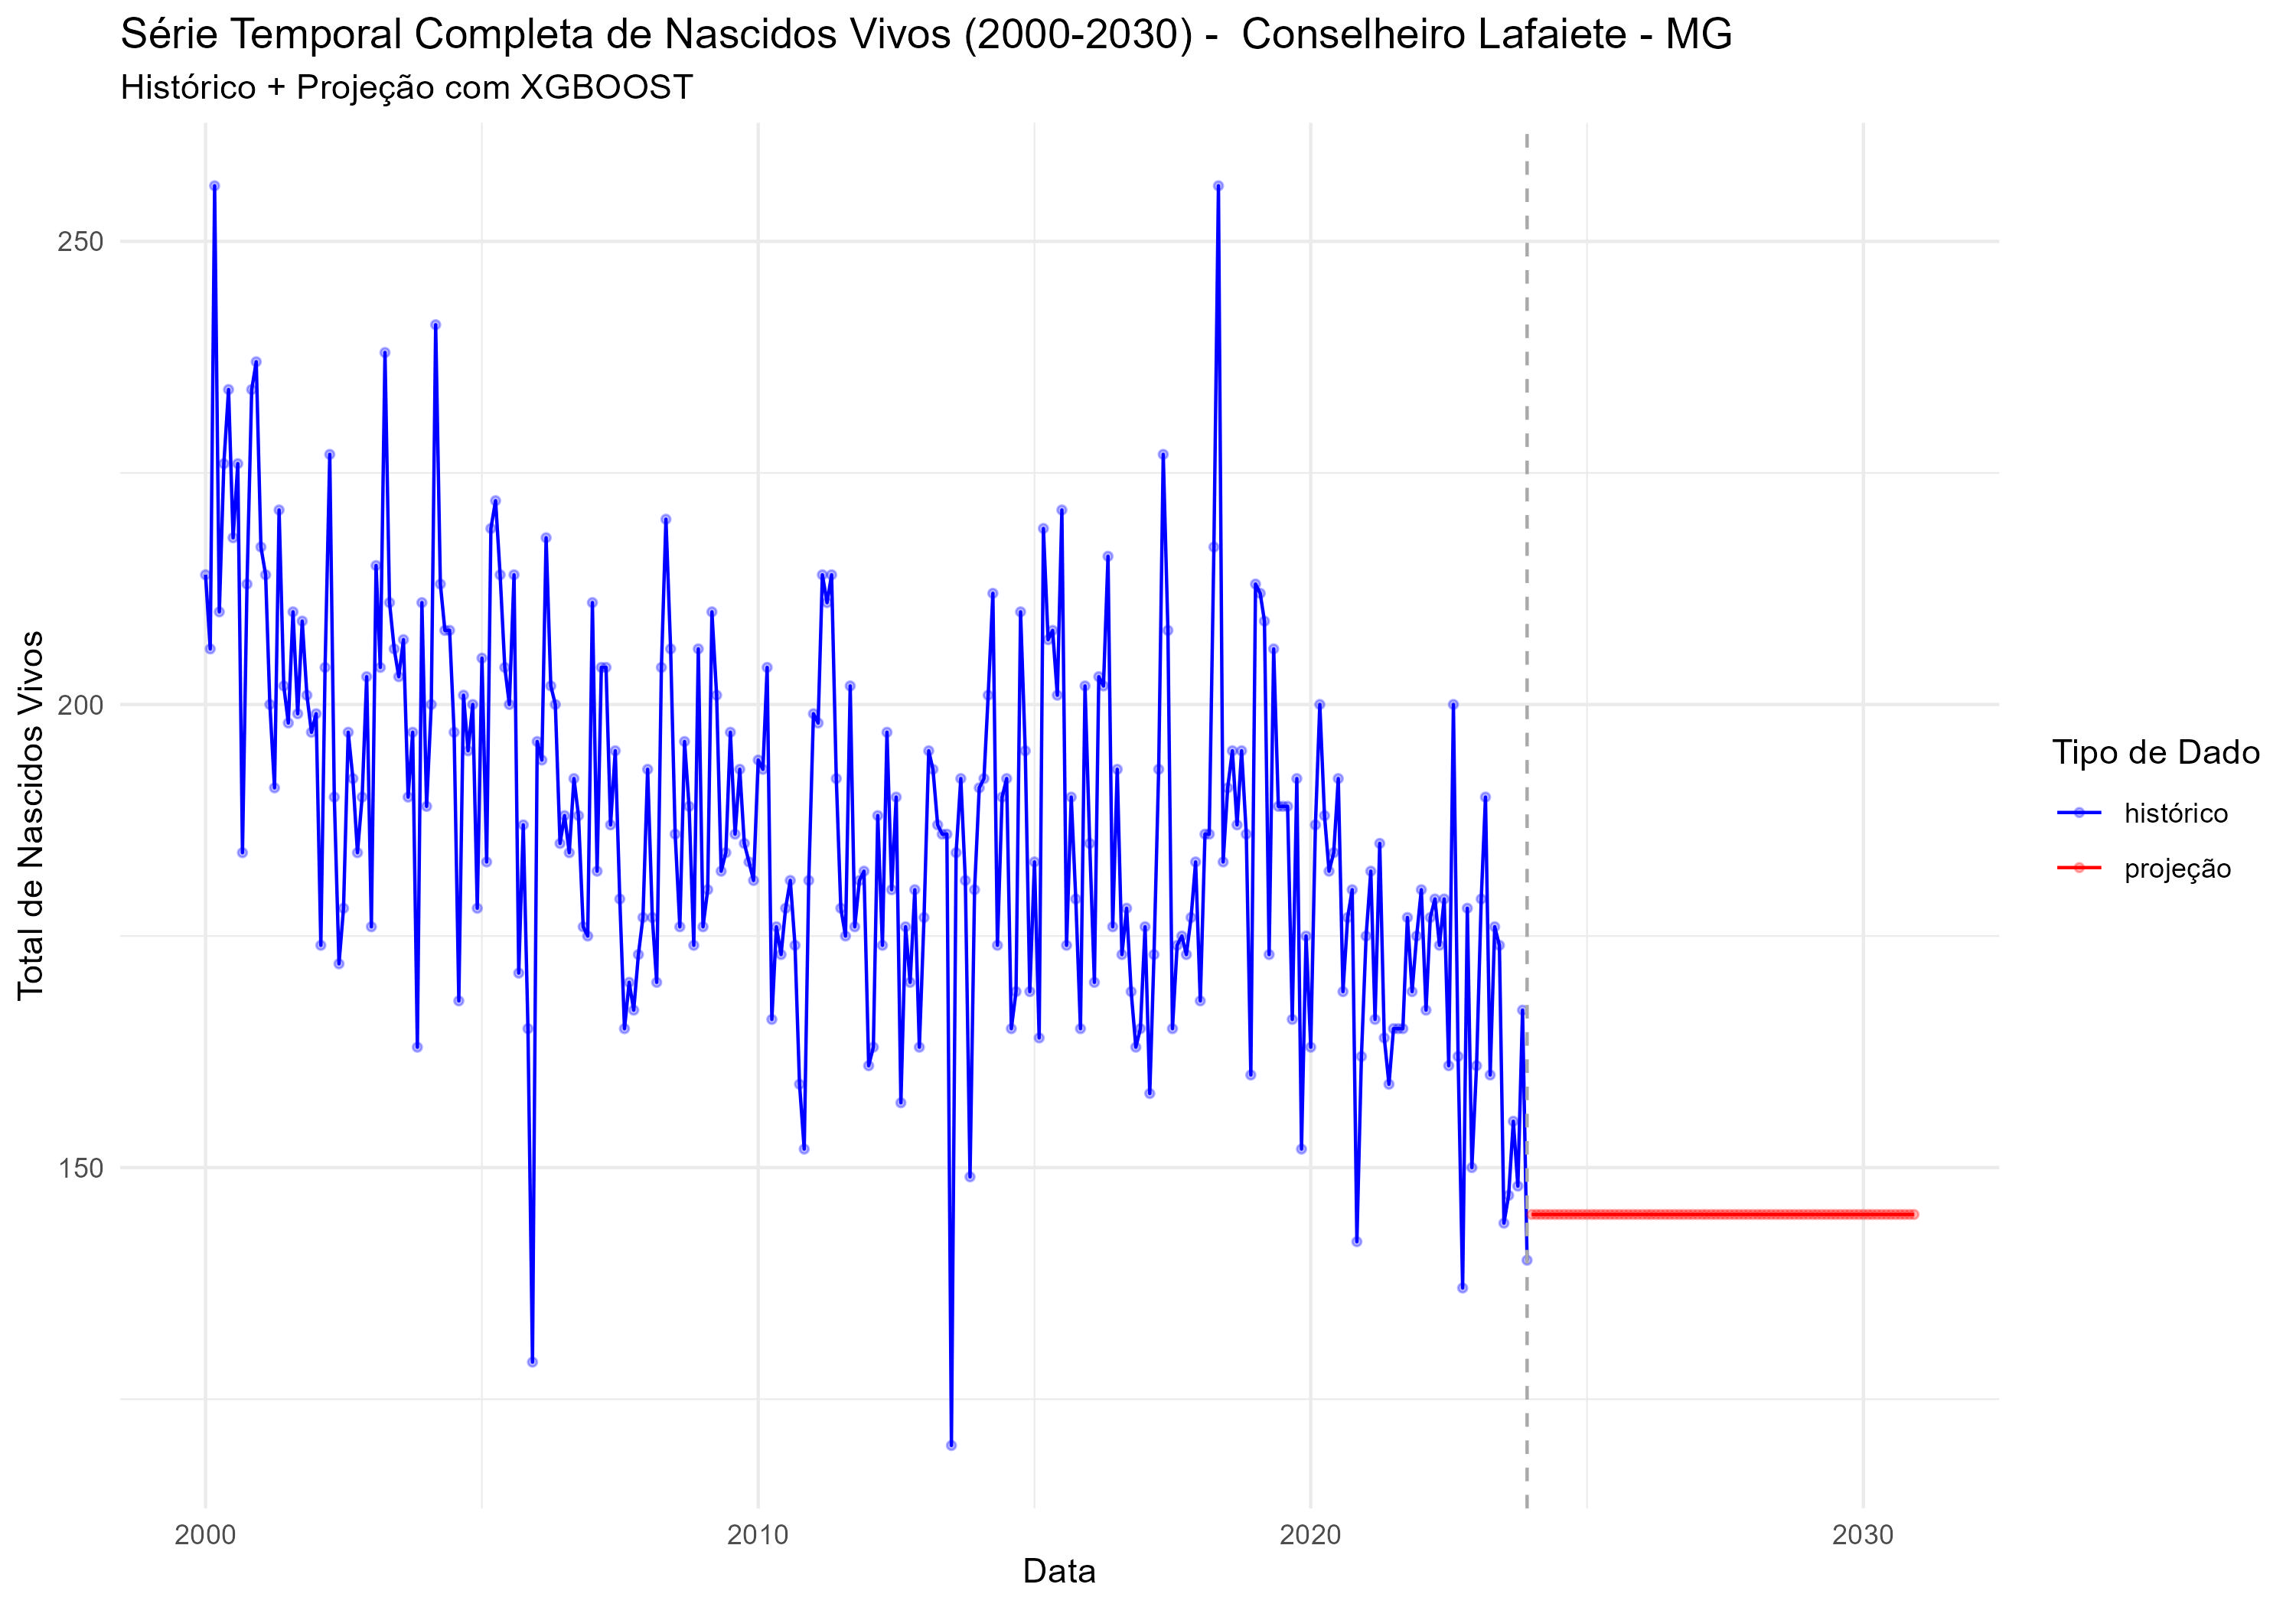 Série Temporal Completa de Nascidos Vivos (2000-2030) -  Conselheiro Lafaiete - MG
Histórico + Projeção com XGBOOST
Total de Nascidos Vivos
250
200
150
2000
2010
2020
2030
Data
Tipo de Dado
histórico
projeção